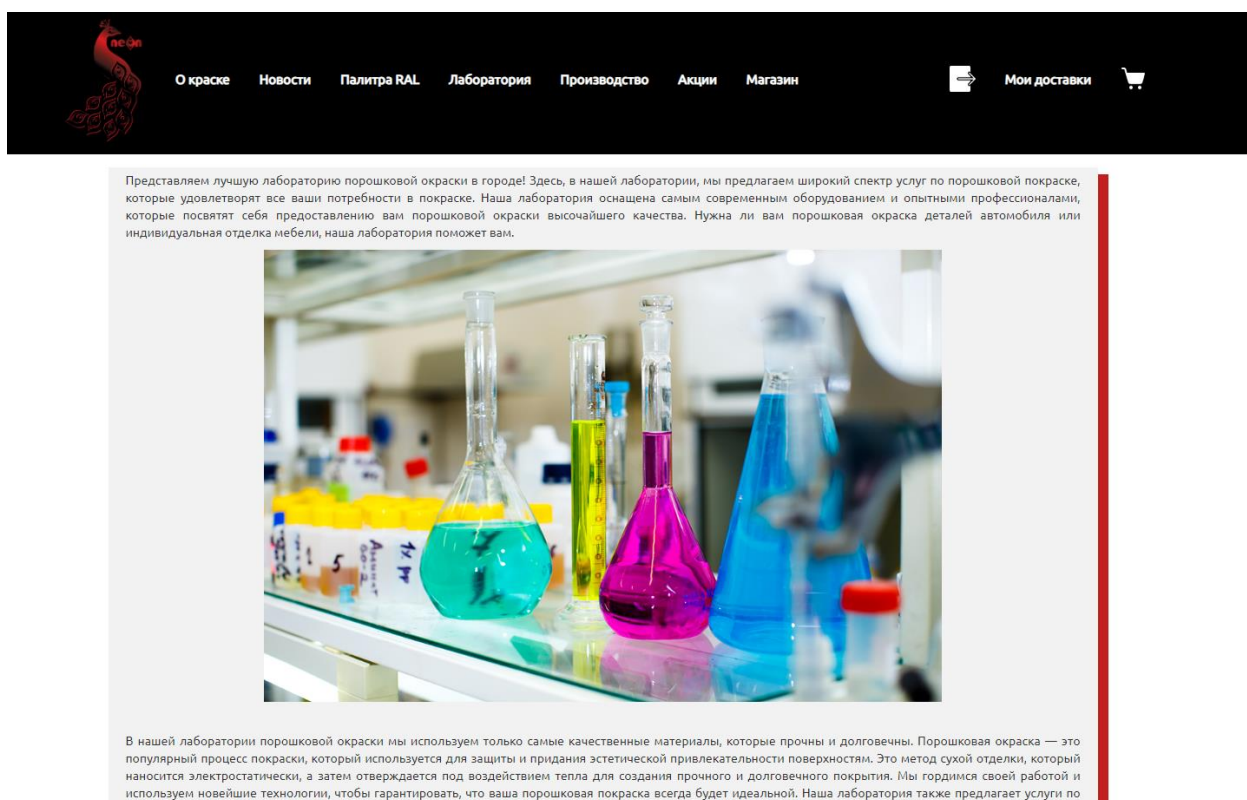 neon
О краске Новости Палитра RAL Лаборатория Производство Акции Магазин Мои доставки
Представляем лучшую лабораторию порошковой окраски в городе! Здесь, в нашей лаборатории, мы предлагаем широкий спектр услуг по порошковой покраске,
которые удовлетворят все ваши потребности в покраске. Наша лаборатория оснащена самым современным оборудованием и опытными профессионалами,
которые посвятят себя предоставлению вам порошковой окраски высочайшего качества. Нужна ли вам порошковая окраска деталей автомобиля или
индивидуальная отделка мебели, наша лаборатория поможет вам.
5
1x pp
В нашей лаборатории порошковой окраски мы используем только самые качественные материалы, которые прочны и долговечны. Порошковая окраска — это
популярный процесс покраски, который используется для защиты и придания эстетической привлекательности поверхностям. Это метод сухой отделки, который
наносится электростатически, а затем отверждается под воздействием тепла для создания прочного и долговечного покрытия. Мы гордимся своей работой и
используем новейшие технологии, чтобы гарантировать, что ваша порошковая покраска всегда будет идеальной. Наша лаборатория также предлагает услуги по